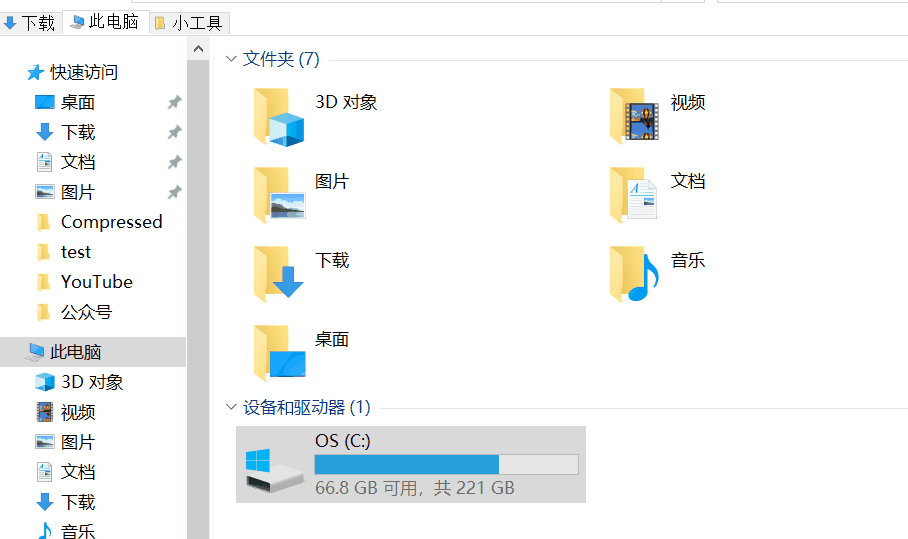 下载
此电脑
小工具
快速访问
桌面
下载
文档
图片
Compressed
test
YouTube
公众号
此电脑
3D 对象
视频
图片
文档
下载
音乐
文件夹 (7)
3D 对象
视频
图片
文档
下载
音乐
桌面
设备和驱动器 (1)
OS (C:)
66.8 GB 可用，共 221 GB